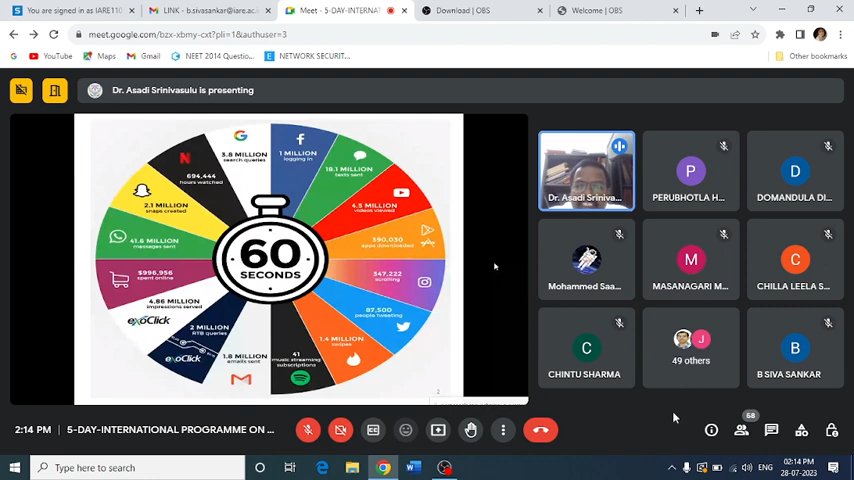 You are signed in as IARE110
LINK - b.sivasankar@iare.ac.
Meet - 5-DAY-INTERNATI
Download | OBS
Welcome | OBS
meet.google.com/bzx-xbmy-cxt?pli=1&authuser=3
YouTube
Maps
Gmail
NEET 2014 Questio...
NETWORK SECURIT...
Other bookmarks
Dr. Asadi Srinivasulu is presenting
3.8 MILLION
search queries
1 MILLION
logging in
18.1 MILLION
texts sent
4.5 MILLION
videos viewed
390,030
apps downloaded
347,222
scrolling
87,500
people tweeting
1.4 MILLION
swipes
41
music streaming
subscriptions
1.8 MILLION
emails sent
2 MILLION
RTB queries
exoClick
4.86 MILLION
impressions served
exoClick
$996,956
spent online
41.6 MILLION
messages sent
2.1 MILLION
snaps created
N
694,444
hours watched
60
SECONDS
2
Dr. Asadi Sriniva...
P
PERUBHOTLA H...
D
DOMANDULA DI...
Mohammed Saa...
M
MASANAGARI M...
C
CHILLA LEELA S...
C
CHINTU SHARMA
J
49 others
B
B SIVA SANKAR
2:14 PM
5-DAY-INTERNATIONAL PROGRAMME ON ...
58
Type here to search
ENG
02:14 PM
28-07-2023